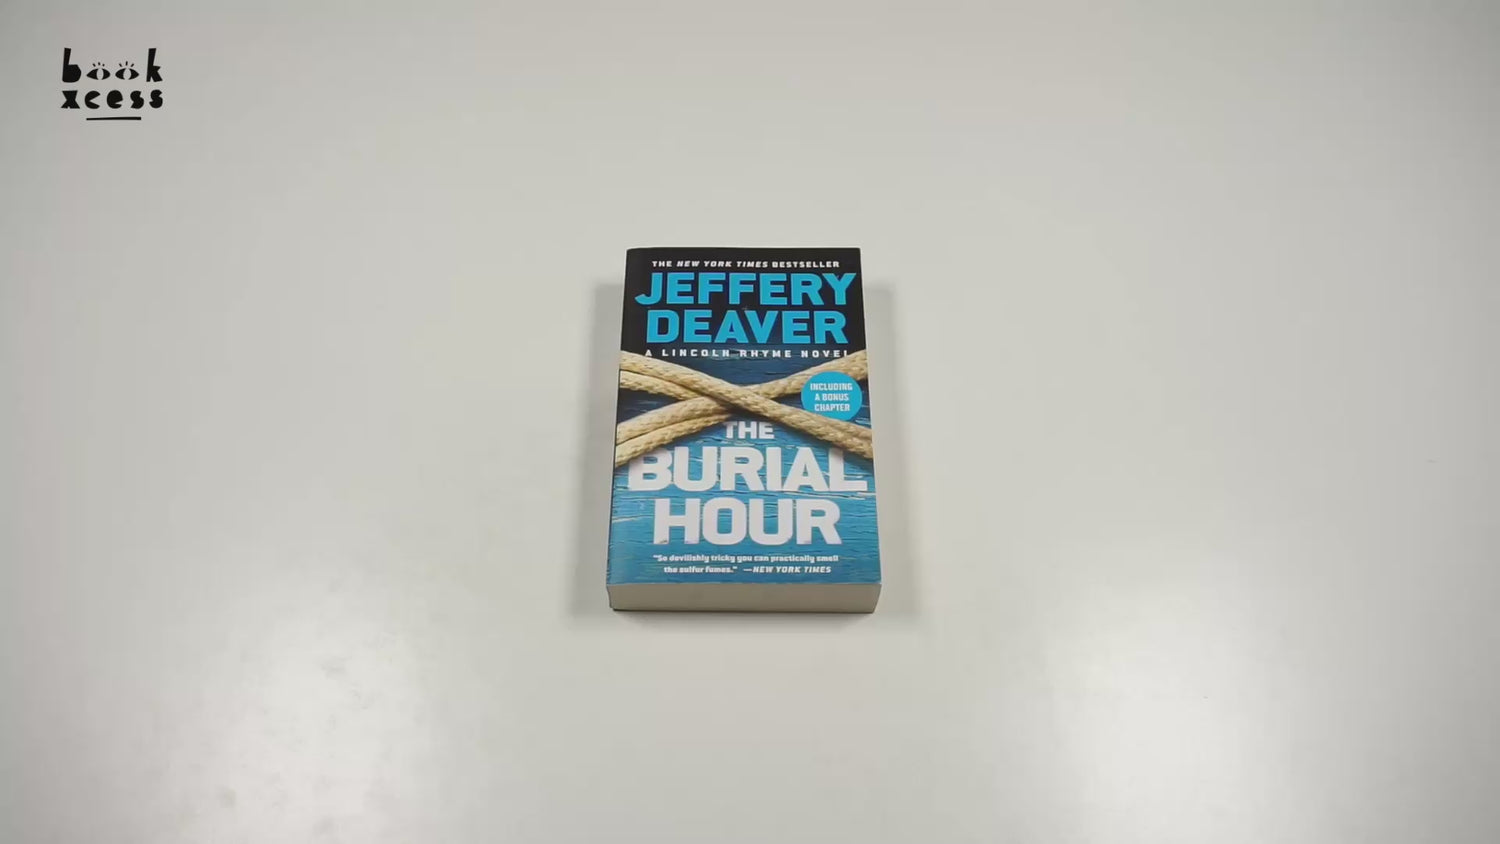 book
xcess
THE NEW YORK TIMES BESTSELLER
JEFFERY
DEAVER
A LINCOLN RHYME NOVEL
INCLUDING
A BONUS
CHAPTER
THE
BURIAL
HOUR
"So devilishly tricky you can practically smell
the sulfur fumes." —NEW YORK TIMES